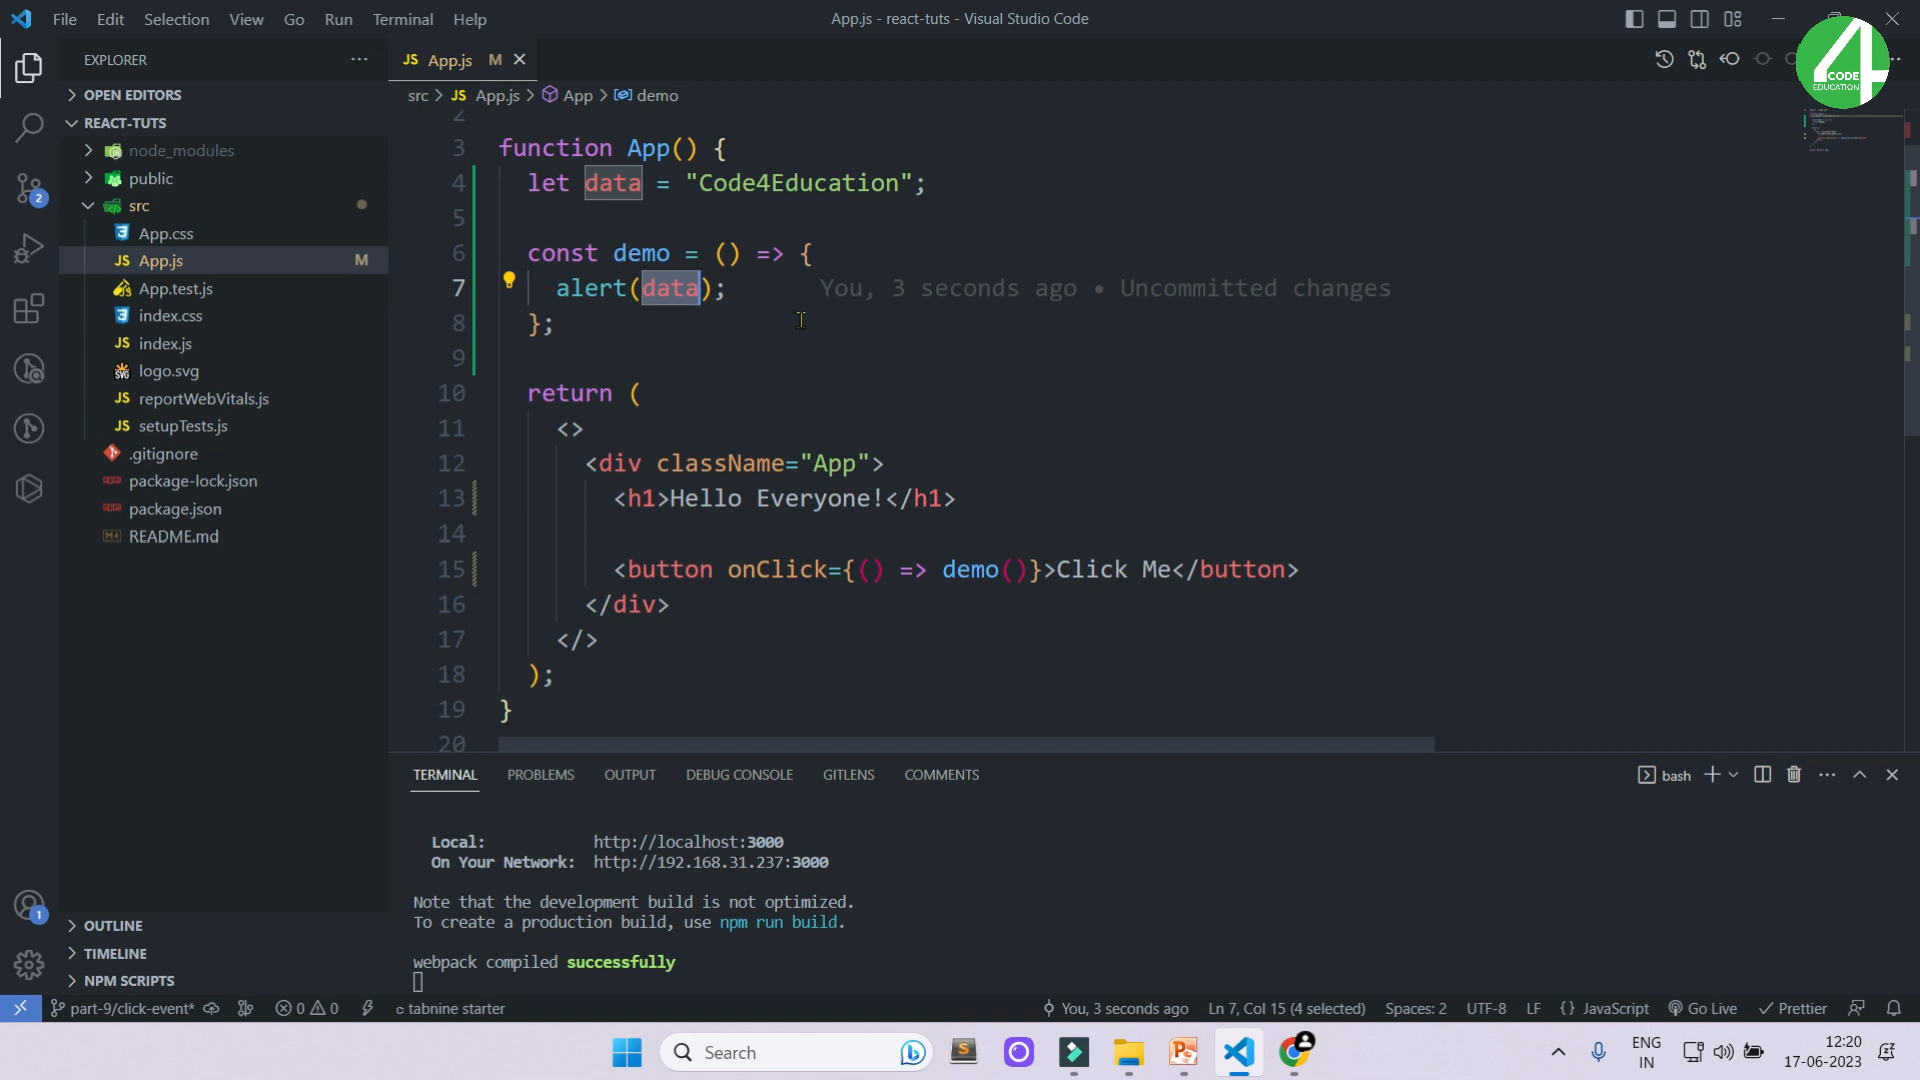 File Edit Selection View Go Run Terminal Help
App.js - react-tuts - Visual Studio Code
4 CODE EDUCATION
EXPLORER
OPEN EDITORS
REACT-TUTS
node_modules
public
src
App.css
App.js M
App.test.js
index.css
index.js
logo.svg
reportWebVitals.js
setupTests.js
.gitignore
package-lock.json
package.json
README.md
OUTLINE
TIMELINE
NPM SCRIPTS
2
1
JS App.js M
src > JS App.js > App > demo
2
3 function App() {
4 let data = "Code4Education";
5
6 const demo = () => {
7 alert(data); You, 3 seconds ago • Uncommitted changes
8 };
9
10 return (
11 <>
12 <div className="App">
13 <h1>Hello Everyone!</h1>
14
15 <button onClick={() => demo()}>Click Me</button>
16 </div>
17 </>
18 );
19 }
20
TERMINAL PROBLEMS OUTPUT DEBUG CONSOLE GITLENS COMMENTS
bash
Local: http://localhost:3000
On Your Network: http://192.168.31.237:3000
Note that the development build is not optimized.
To create a production build, use npm run build.
webpack compiled successfully
part-9/click-event* 0 0 tabnine starter
You, 3 seconds ago Ln 7, Col 15 (4 selected) Spaces: 2 UTF-8 LF {} JavaScript Go Live Prettier
Search
ENG
IN
12:20
17-06-2023